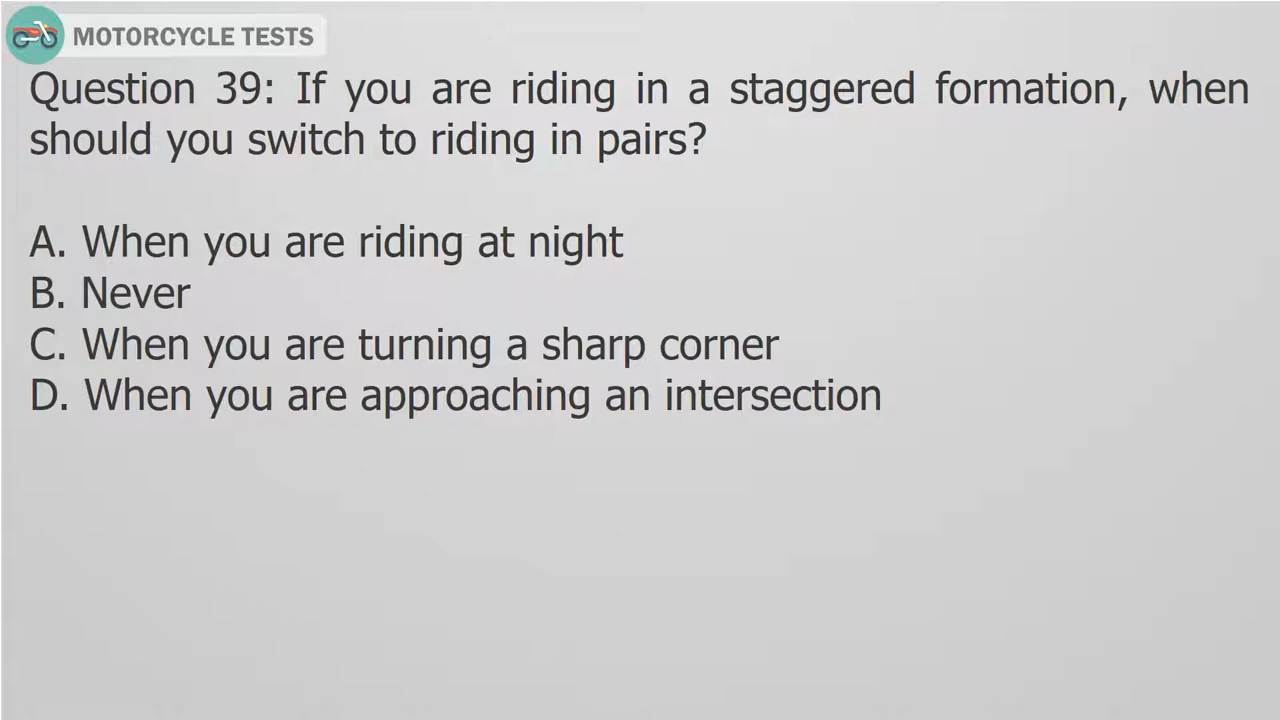 MOTORCYCLE TESTS
Question 39: If you are riding in a staggered formation, when
should you switch to riding in pairs?
A. When you are riding at night
B. Never
C. When you are turning a sharp corner
D. When you are approaching an intersection